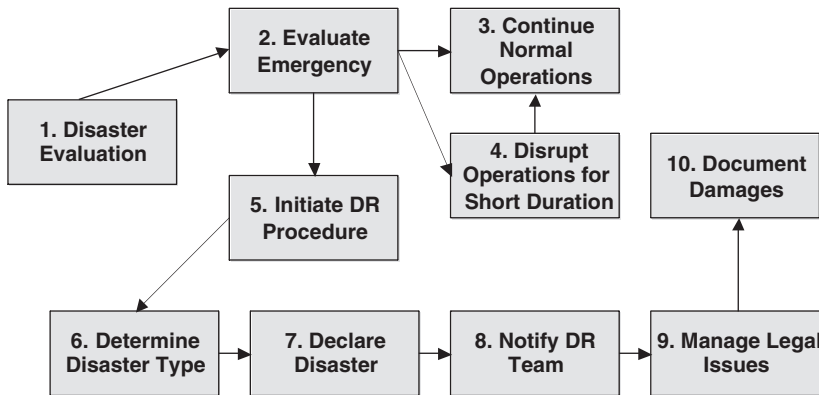 1. Disaster
Evaluation
2. Evaluate
Emergency
3. Continue
Normal
Operations
4. Disrupt
Operations for
Short Duration
5. Initiate DR
Procedure
6. Determine
Disaster Type
7. Declare
Disaster
8. Notify DR
Team
9. Manage Legal
Issues
10. Document
Damages